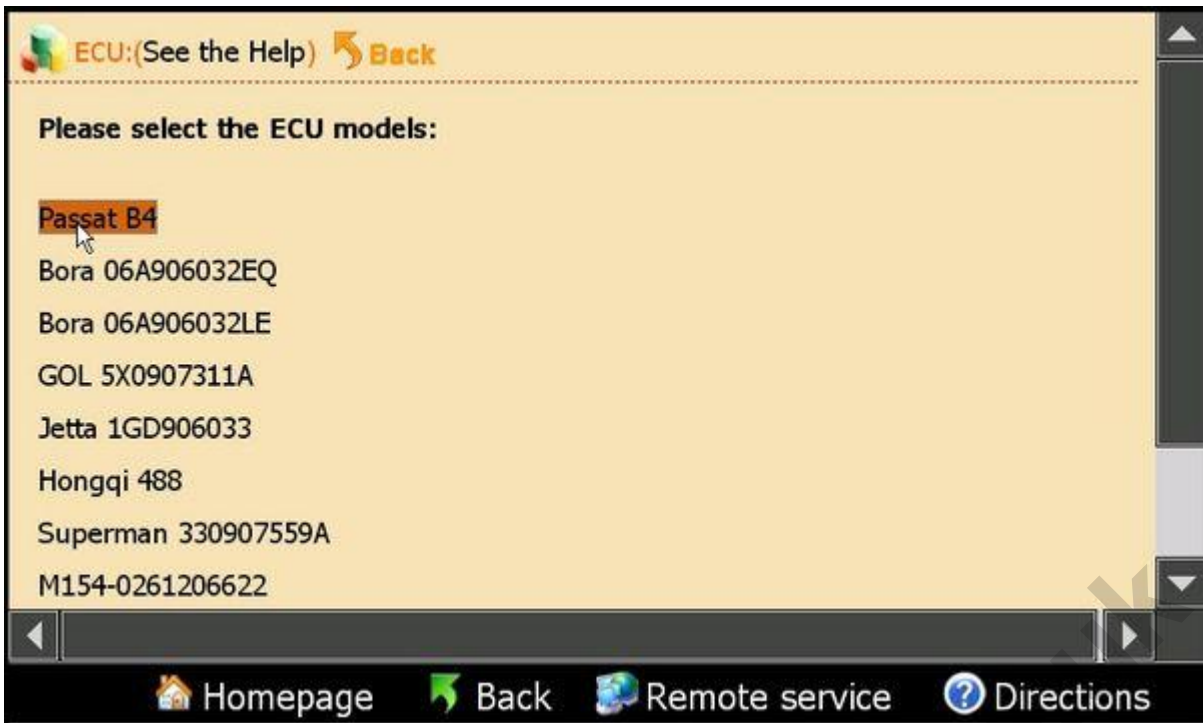 ECU:(See the Help) Back
Please select the ECU models:
Passat B4
Bora 06A906032EQ
Bora 06A906032LE
GOL 5X0907311A
Jetta 1GD906033
Hongqi 488
Superman 330907559A
M154-0261206622
Homepage Back Remote service Directions